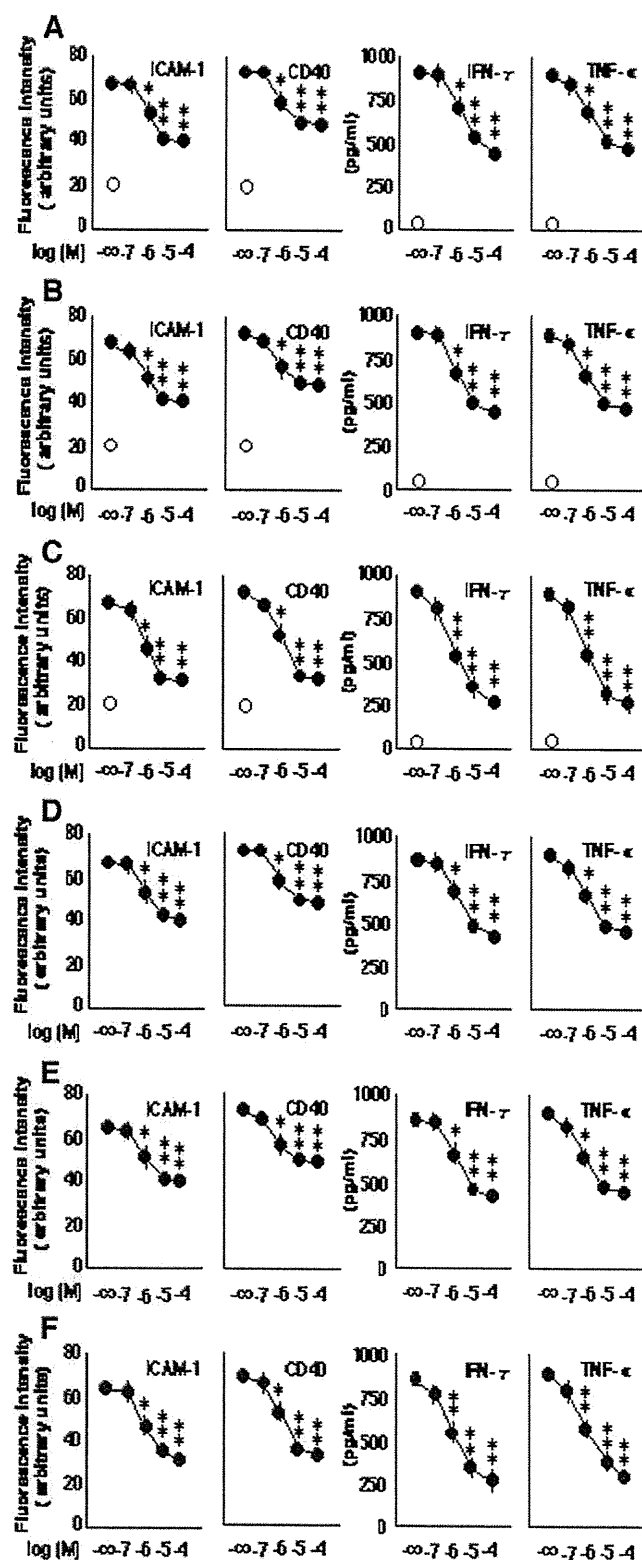 A
Fluorescence Intensity
( arbitrary units)
80
60
40
20
0
ICAM-1
* ** **
CD40
* ** **
(pg/ml)
1000
750
500
250
0
IFN-γ
* ** **
TNF-α
* ** **
log (M) -∞ -7 -6 -5 -4 -∞ -7 -6 -5 -4 -∞ -7 -6 -5 -4 -∞ -7 -6 -5 -4
B
Fluorescence Intensity
( arbitrary units)
80
60
40
20
0
ICAM-1
* ** **
CD40
* ** **
(pg/ml)
1000
750
500
250
0
IFN-γ
* ** **
TNF-α
* ** **
log (M) -∞ -7 -6 -5 -4 -∞ -7 -6 -5 -4 -∞ -7 -6 -5 -4 -∞ -7 -6 -5 -4
C
Fluorescence Intensity
( arbitrary units)
80
60
40
20
0
ICAM-1
* ** **
CD40
* ** **
(pg/ml)
1000
750
500
250
0
IFN-γ
** ** **
TNF-α
** ** **
log (M) -∞ -7 -6 -5 -4 -∞ -7 -6 -5 -4 -∞ -7 -6 -5 -4 -∞ -7 -6 -5 -4
D
Fluorescence Intensity
( arbitrary units)
80
60
40
20
0
ICAM-1
* ** **
CD40
* ** **
(pg/ml)
1000
750
500
250
0
IFN-γ
* ** **
TNF-α
* ** **
log (M) -∞ -7 -6 -5 -4 -∞ -7 -6 -5 -4 -∞ -7 -6 -5 -4 -∞ -7 -6 -5 -4
E
Fluorescence Intensity
( arbitrary units)
80
60
40
20
0
ICAM-1
* ** **
CD40
* ** **
(pg/ml)
1000
750
500
250
0
IFN-γ
* ** **
TNF-α
* ** **
log (M) -∞ -7 -6 -5 -4 -∞ -7 -6 -5 -4 -∞ -7 -6 -5 -4 -∞ -7 -6 -5 -4
F
Fluorescence Intensity
( arbitrary units)
80
60
40
20
0
ICAM-1
* ** **
CD40
* ** **
(pg/ml)
1000
750
500
250
0
IFN-γ
** ** **
TNF-α
** ** **
log (M) -∞ -7 -6 -5 -4 -∞ -7 -6 -5 -4 -∞ -7 -6 -5 -4 -∞ -7 -6 -5 -4